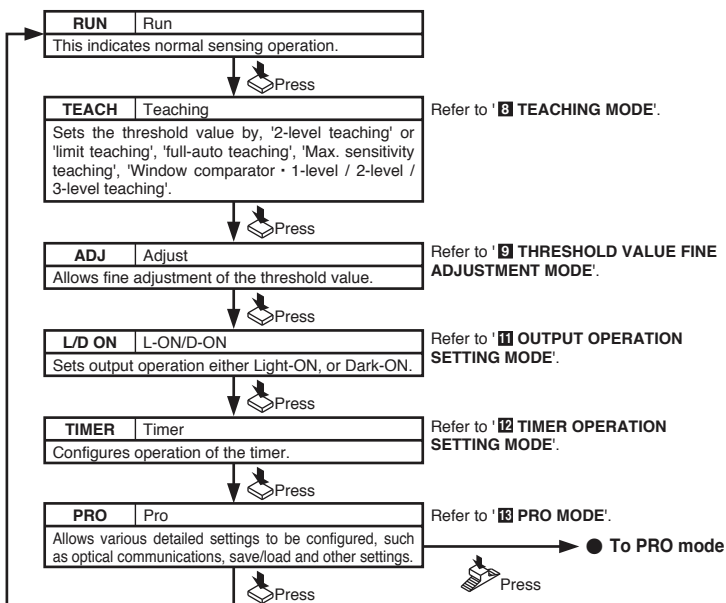 RUN Run
This indicates normal sensing operation.
Press
TEACH Teaching
Refer to '8 TEACHING MODE'.
Sets the threshold value by, '2-level teaching' or
'limit teaching', 'full-auto teaching', 'Max. sensitivity
teaching', 'Window comparator・1-level / 2-level /
3-level teaching'.
Press
ADJ Adjust
Allows fine adjustment of the threshold value.
Refer to '9 THRESHOLD VALUE FINE
ADJUSTMENT MODE'.
Press
L/D ON L-ON/D-ON
Sets output operation either Light-ON, or Dark-ON.
Refer to '11 OUTPUT OPERATION
SETTING MODE'.
Press
TIMER Timer
Configures operation of the timer.
Refer to '12 TIMER OPERATION
SETTING MODE'.
Press
PRO Pro
Refer to '13 PRO MODE'.
Allows various detailed settings to be configured, such
as optical communications, save/load and other settings.
● To PRO mode
Press
Press